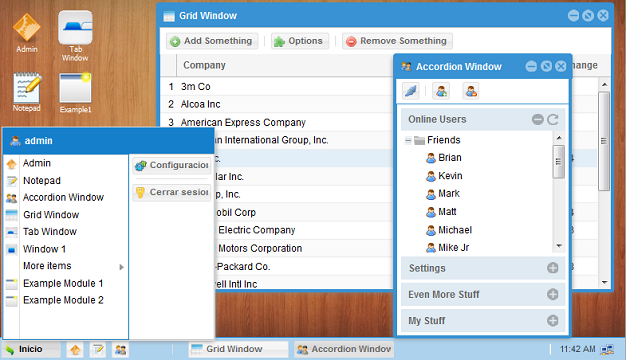 Admin
Tab
Window
Notepad
Example1
Grid Window
Add Something
Options
Remove Something
Company
ange
1 3m Co
2 Alcoa Inc
3 American Express Company
an International Group, Inc.
c.
lar Inc.
p, Inc.
obil Corp
Electric Company
Motors Corporation
-Packard Co.
ell Intl Inc
Accordion Window
Online Users
Friends
Brian
Kevin
Mark
Matt
Michael
Mike Jr
Settings
Even More Stuff
My Stuff
admin
Admin
Notepad
Accordion Window
Grid Window
Tab Window
Window 1
More items
Example Module 1
Example Module 2
Configuracion
Cerrar sesion
Inicio
Grid Window
Accordion Window
11:42 AM